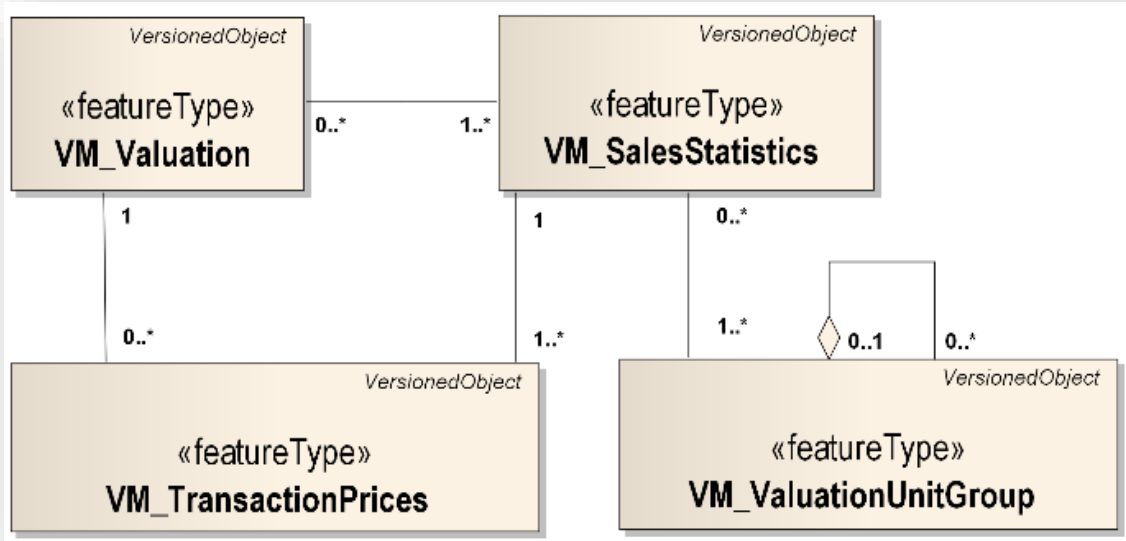 VersionedObject
«featureType»
VM_Valuation
0..*
1..*
VersionedObject
«featureType»
VM_SalesStatistics
1
0..*
1
1..*
0..*
1..*
0..1
0..*
VersionedObject
«featureType»
VM_TransactionPrices
VersionedObject
«featureType»
VM_ValuationUnitGroup